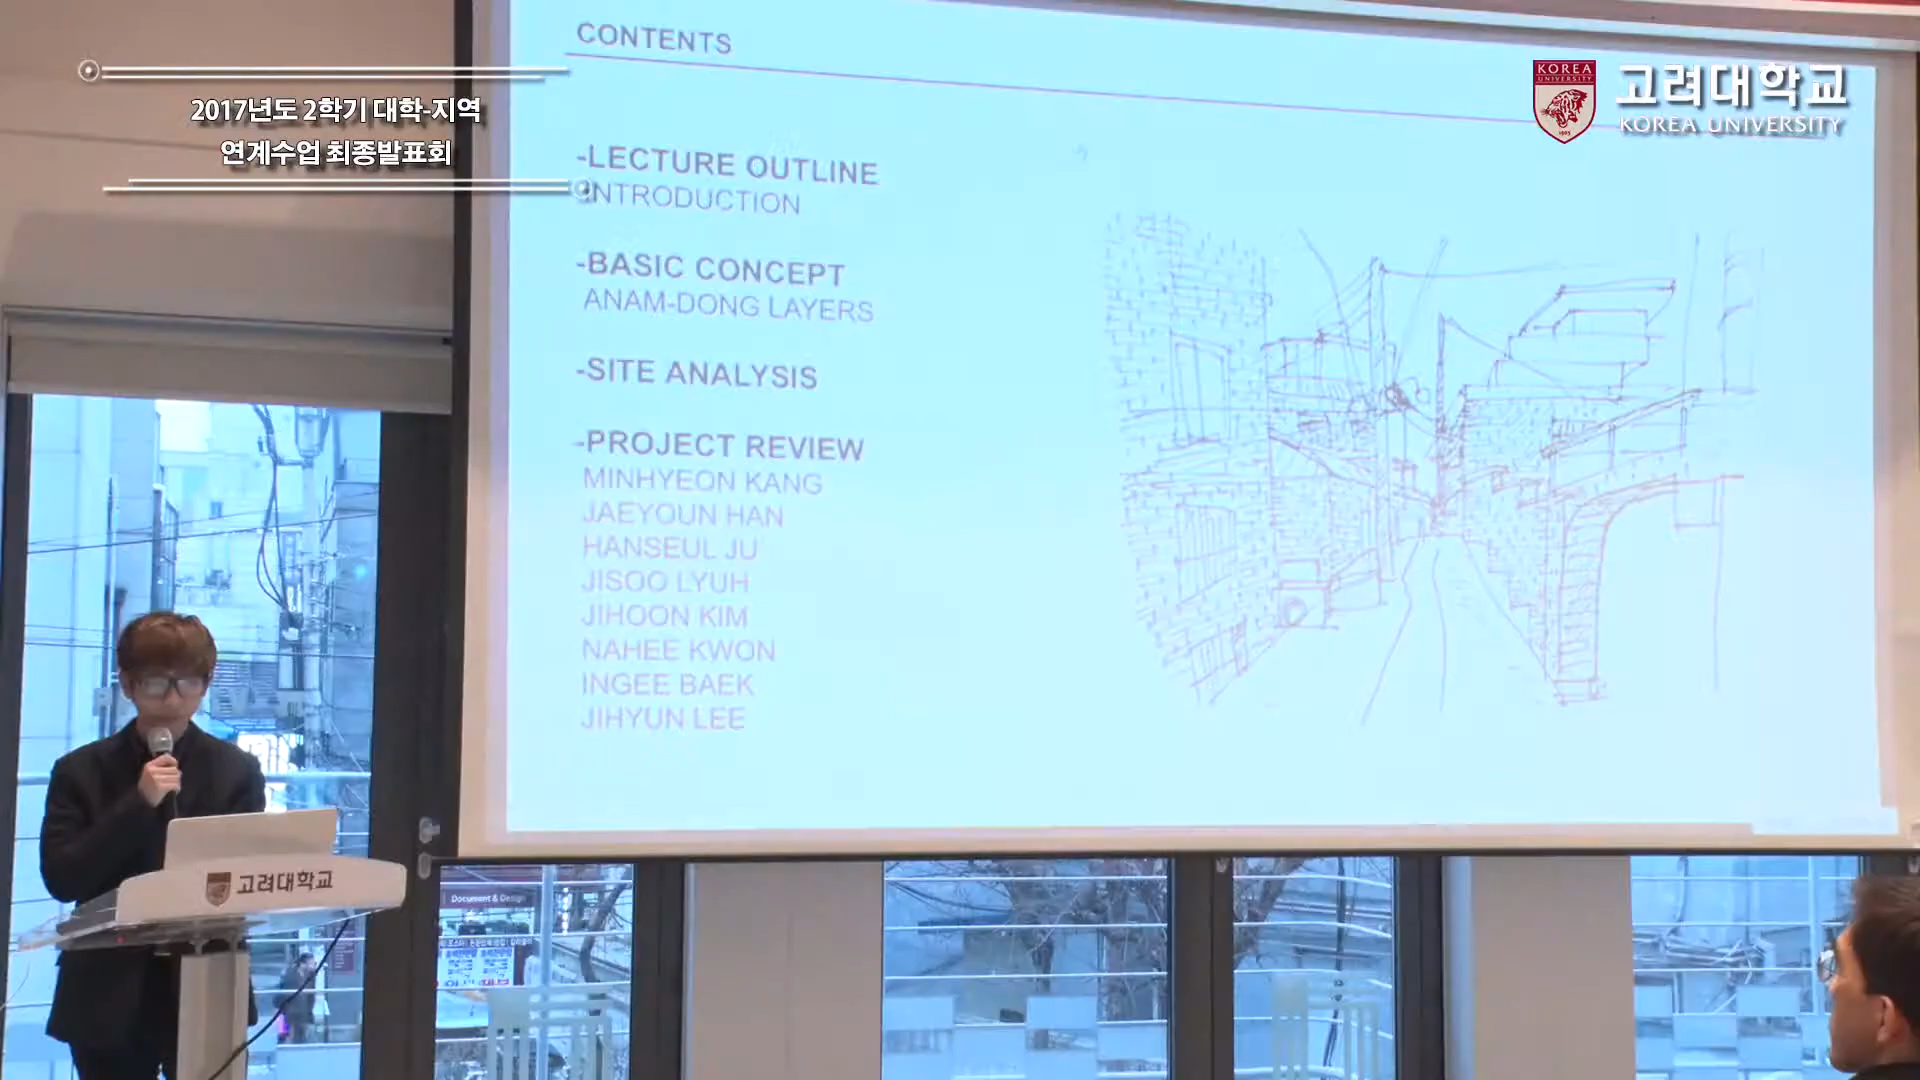 2017년도 2학기 대학-지역
연계수업 최종발표회
KOREA
UNIVERSITY
1905
고려대학교
KOREA UNIVERSITY
CONTENTS
-LECTURE OUTLINE
INTRODUCTION
-BASIC CONCEPT
ANAM-DONG LAYERS
-SITE ANALYSIS
-PROJECT REVIEW
MINHYEON KANG
JAEYOUN HAN
HANSEUL JU
JISOO LYUH
JIHOON KIM
NAHEE KWON
INGEE BAEK
JIHYUN LEE
고려대학교
Document & Design